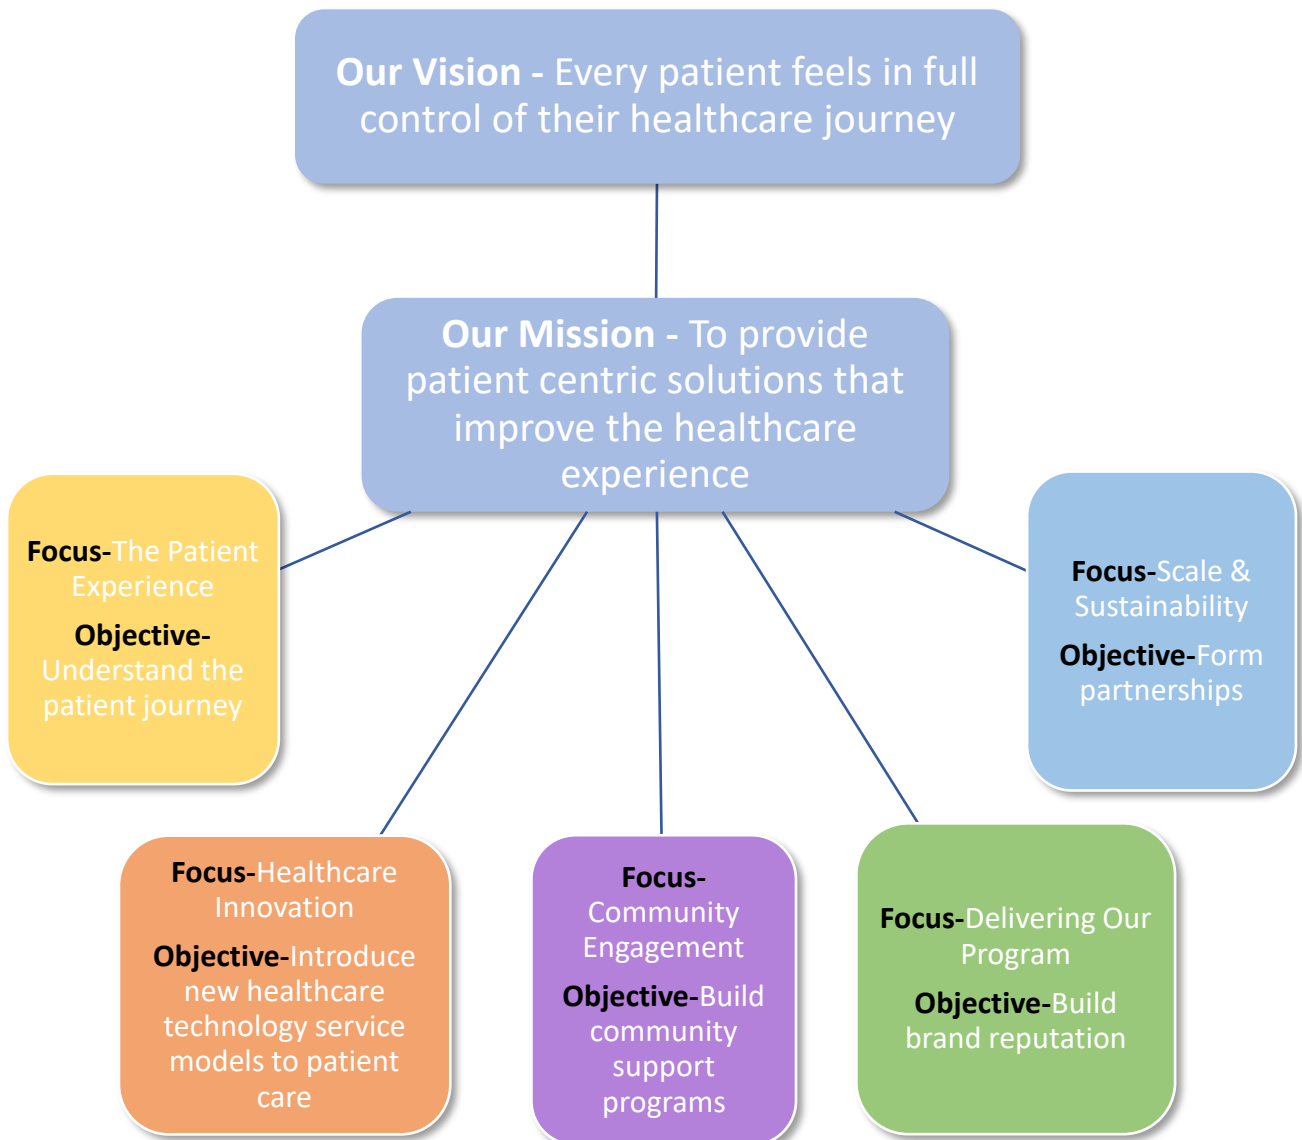 Our Vision - Every patient feels in full
control of their healthcare journey
Our Mission - To provide
patient centric solutions that
improve the healthcare
experience
Focus-The Patient
Experience
Objective-
Understand the
patient journey
Focus-Healthcare
Innovation
Objective-Introduce
new healthcare
technology service
models to patient
care
Focus-
Community
Engagement
Objective-Build
community
support
programs
Focus-Delivering Our
Program
Objective-Build
brand reputation
Focus-Scale &
Sustainability
Objective-Form
partnerships